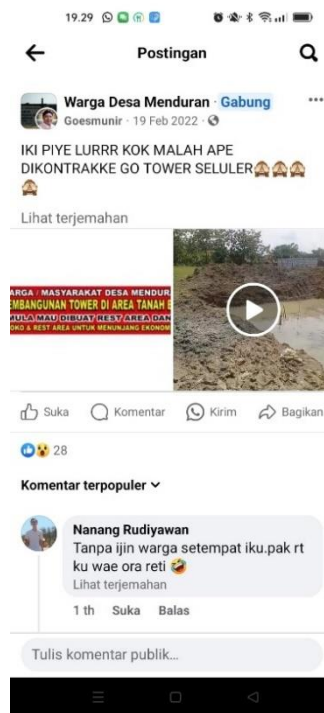 19.29
Postingan
Warga Desa Menduran · Gabung
Goesmunir · 19 Feb 2022 ·
IKI PIYE LURRR KOK MALAH APE
DIKONTRAKKE GO TOWER SELULER🙈🙈🙈
🙈
Lihat terjemahan
ARGA / MASYARAKAT DESA MENDUR
EMBANGUNAN TOWER DI AREA TANAH
MULA MAU DIBUAT REST AREA DAN
OKO & REST AREA UNTUK MENUNJANG EKONOM
Suka Komentar Kirim Bagikan
28
Komentar terpopuler
Nanang Rudiyawan
Tanpa ijin warga setempat iku.pak rt
ku wae ora reti 🤣
Lihat terjemahan
1 th Suka Balas
Tulis komentar publik...